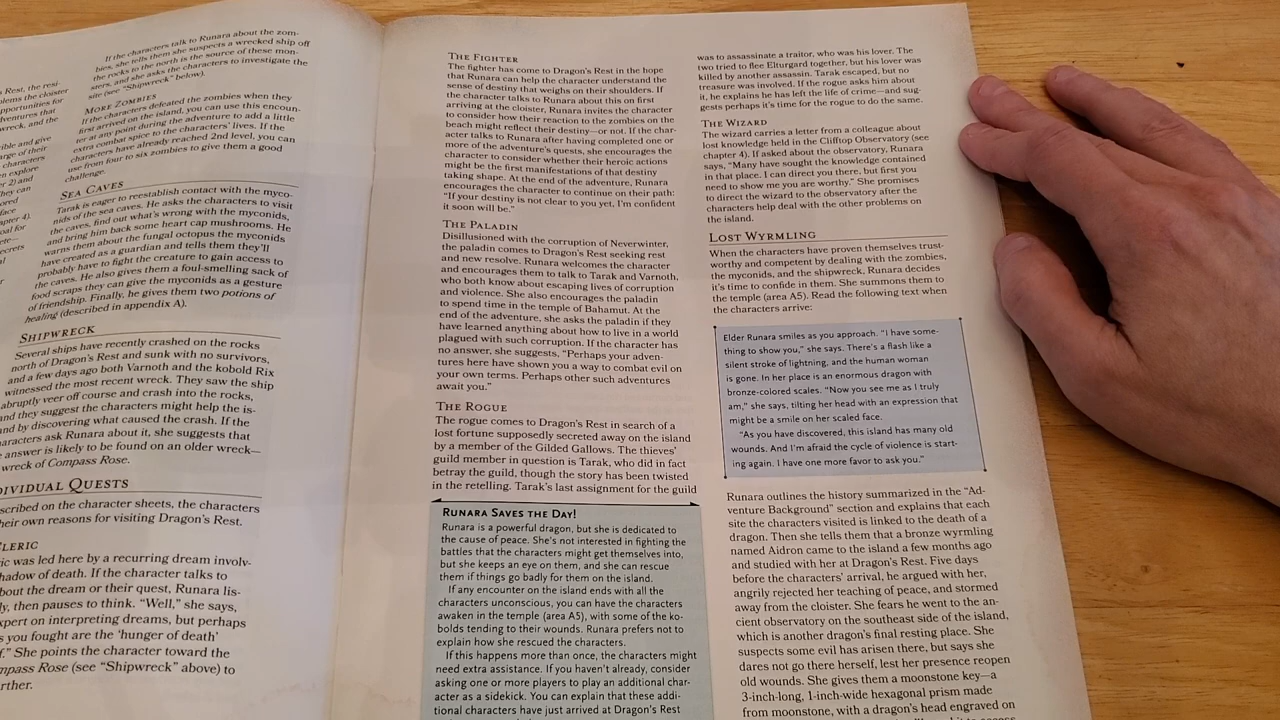 Rest, the resi-
lems the cloister
pportunities for
ventures that
wreck, and the
rible and give
arge of their
characters
en explore
er 2) and
They can
ored
face
apter 4).
oal for
ete—
ecrets
al
If the characters talk to Runara about the zom-
bies, she tells them she suspects a wrecked ship off
the rocks to the north is the source of these mon-
sters, and she asks the characters to investigate the
site (see "Shipwreck" below).
More Zombies
If the characters defeated the zombies when they
first arrived on the island, you can use this encoun-
ter at any point during the adventure to add a little
extra combat spice to the characters' lives. If the
characters have already reached 2nd level, you can
use from four to six zombies to give them a good
challenge.
Sea Caves
Tarak is eager to reestablish contact with the myco-
nids of the sea caves. He asks the characters to visit
the caves, find out what's wrong with the myconids,
and bring him back some heart cap mushrooms. He
warns them about the fungal octopus the myconids
have created as a guardian and tells them they'll
probably have to fight the creature to gain access to
the caves. He also gives them a foul-smelling sack of
food scraps they can give the myconids as a gesture
of friendship. Finally, he gives them two potions of
healing (described in appendix A).
Shipwreck
Several ships have recently crashed on the rocks
north of Dragon's Rest and sunk with no survivors,
and a few days ago both Varnoth and the kobold Rix
witnessed the most recent wreck. They saw the ship
abruptly veer off course and crash into the rocks,
and they suggest the characters might help the is-
and by discovering what caused the crash. If the
aracters ask Runara about it, she suggests that
answer is likely to be found on an older wreck—
wreck of Compass Rose.
dividual Quests
scribed on the character sheets, the characters
heir own reasons for visiting Dragon's Rest.
leric
ic was led here by a recurring dream involv-
hadow of death. If the character talks to
bout the dream or their quest, Runara lis-
ly, then pauses to think. "Well," she says,
xpert on interpreting dreams, but perhaps
s you fought are the 'hunger of death'
f." She points the character toward the
mpass Rose (see "Shipwreck" above) to
rther.
The Fighter
The fighter has come to Dragon's Rest in the hope
that Runara can help the character understand the
sense of destiny that weighs on their shoulders. If
the character talks to Runara about this on first
arriving at the cloister, Runara invites the character
to consider how their reaction to the zombies on the
beach might reflect their destiny—or not. If the char-
acter talks to Runara after having completed one or
more of the adventure's quests, she encourages the
character to consider whether their heroic actions
might be the first manifestations of that destiny
taking shape. At the end of the adventure, Runara
encourages the character to continue on their path:
"If your destiny is not clear to you yet, I'm confident
it soon will be."
The Paladin
Disillusioned with the corruption of Neverwinter,
the paladin comes to Dragon's Rest seeking rest
and new resolve. Runara welcomes the character
and encourages them to talk to Tarak and Varnoth,
who both know about escaping lives of corruption
and violence. She also encourages the paladin
to spend time in the temple of Bahamut. At the
end of the adventure, she asks the paladin if they
have learned anything about how to live in a world
plagued with such corruption. If the character has
no answer, she suggests, "Perhaps your adven-
tures here have shown you a way to combat evil on
your own terms. Perhaps other such adventures
await you."
The Rogue
The rogue comes to Dragon's Rest in search of a
lost fortune supposedly secreted away on the island
by a member of the Gilded Gallows. The thieves'
guild member in question is Tarak, who did in fact
betray the guild, though the story has been twisted
in the retelling. Tarak's last assignment for the guild
Runara Saves the Day!
Runara is a powerful dragon, but she is dedicated to
the cause of peace. She's not interested in fighting the
battles that the characters might get themselves into,
but she keeps an eye on them, and she can rescue
them if things go badly for them on the island.
If any encounter on the island ends with all the
characters unconscious, you can have the characters
awaken in the temple (area A5), with some of the ko-
bolds tending to their wounds. Runara prefers not to
explain how she rescued the characters.
If this happens more than once, the characters might
need extra assistance. If you haven't already, consider
asking one or more players to play an additional char-
acter as a sidekick. You can explain that these addi-
tional characters have just arrived at Dragon's Rest
was to assassinate a traitor, who was his lover. The
two tried to flee Elturgard together, but his lover was
killed by another assassin. Tarak escaped, but no
treasure was involved. If the rogue asks him about
it, he explains he has left the life of crime—and sug-
gests perhaps it's time for the rogue to do the same.
The Wizard
The wizard carries a letter from a colleague about
lost knowledge held in the Clifftop Observatory (see
chapter 4). If asked about the observatory, Runara
says, "Many have sought the knowledge contained
in that place. I can direct you there, but first you
need to show me you are worthy." She promises
to direct the wizard to the observatory after the
characters help deal with the other problems on
the island.
Lost Wyrmling
When the characters have proven themselves trust-
worthy and competent by dealing with the zombies,
the myconids, and the shipwreck, Runara decides
it's time to confide in them. She summons them to
the temple (area A5). Read the following text when
the characters arrive:
Elder Runara smiles as you approach. "I have some-
thing to show you," she says. There's a flash like a
silent stroke of lightning, and the human woman
is gone. In her place is an enormous dragon with
bronze-colored scales. "Now you see me as I truly
am," she says, tilting her head with an expression that
might be a smile on her scaled face.
"As you have discovered, this island has many old
wounds. And I'm afraid the cycle of violence is start-
ing again. I have one more favor to ask you."
Runara outlines the history summarized in the "Ad-
venture Background" section and explains that each
site the characters visited is linked to the death of a
dragon. Then she tells them that a bronze wyrmling
named Aidron came to the island a few months ago
and studied with her at Dragon's Rest. Five days
before the characters' arrival, he argued with her,
angrily rejected her teaching of peace, and stormed
away from the cloister. She fears he went to the an-
cient observatory on the southeast side of the island,
which is another dragon's final resting place. She
suspects some evil has arisen there, but says she
dares not go there herself, lest her presence reopen
old wounds. She gives them a moonstone key—a
3-inch-long, 1-inch-wide hexagonal prism made
from moonstone, with a dragon's head engraved on